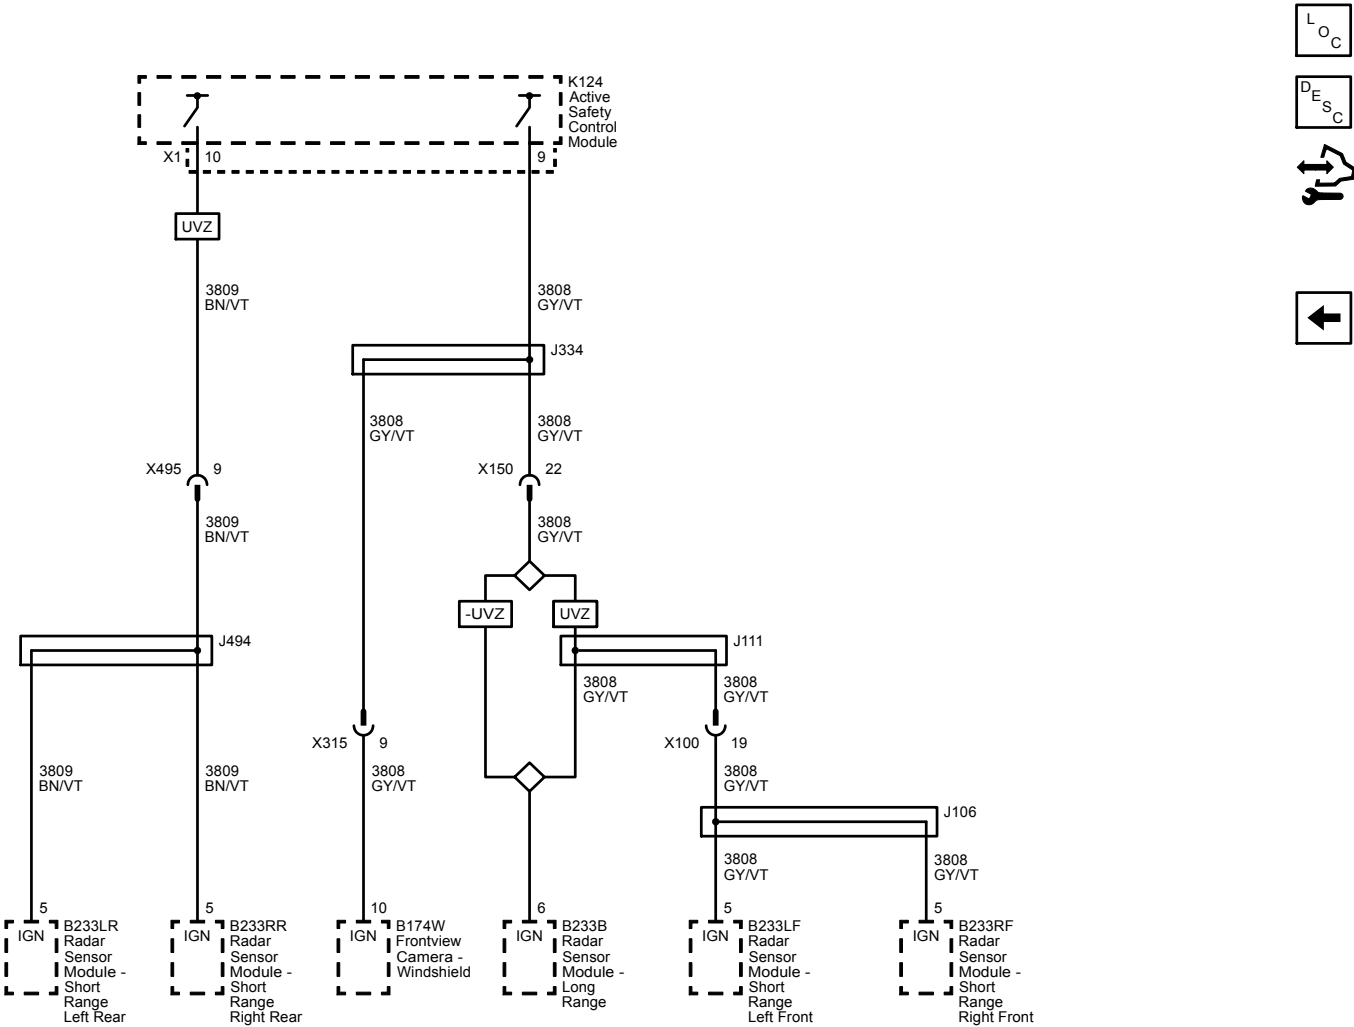 L
O
C
D
E
S
C
K124
Active
Safety
Control
Module
X1
10
9
UVZ
3809
BN/VT
3808
GY/VT
J334
3808
GY/VT
3808
GY/VT
X495
9
X150
22
3809
BN/VT
3808
GY/VT
-UVZ
UVZ
J494
J111
3808
GY/VT
3808
GY/VT
X315
9
X100
19
3809
BN/VT
3809
BN/VT
3808
GY/VT
3808
GY/VT
J106
3808
GY/VT
3808
GY/VT
5
IGN
B233LR
Radar
Sensor
Module -
Short
Range
Left Rear
5
IGN
B233RR
Radar
Sensor
Module -
Short
Range
Right Rear
10
IGN
B174W
Frontview
Camera -
Windshield
6
IGN
B233B
Radar
Sensor
Module -
Long
Range
5
IGN
B233LF
Radar
Sensor
Module -
Short
Range
Left Front
5
IGN
B233RF
Radar
Sensor
Module -
Short
Range
Right Front